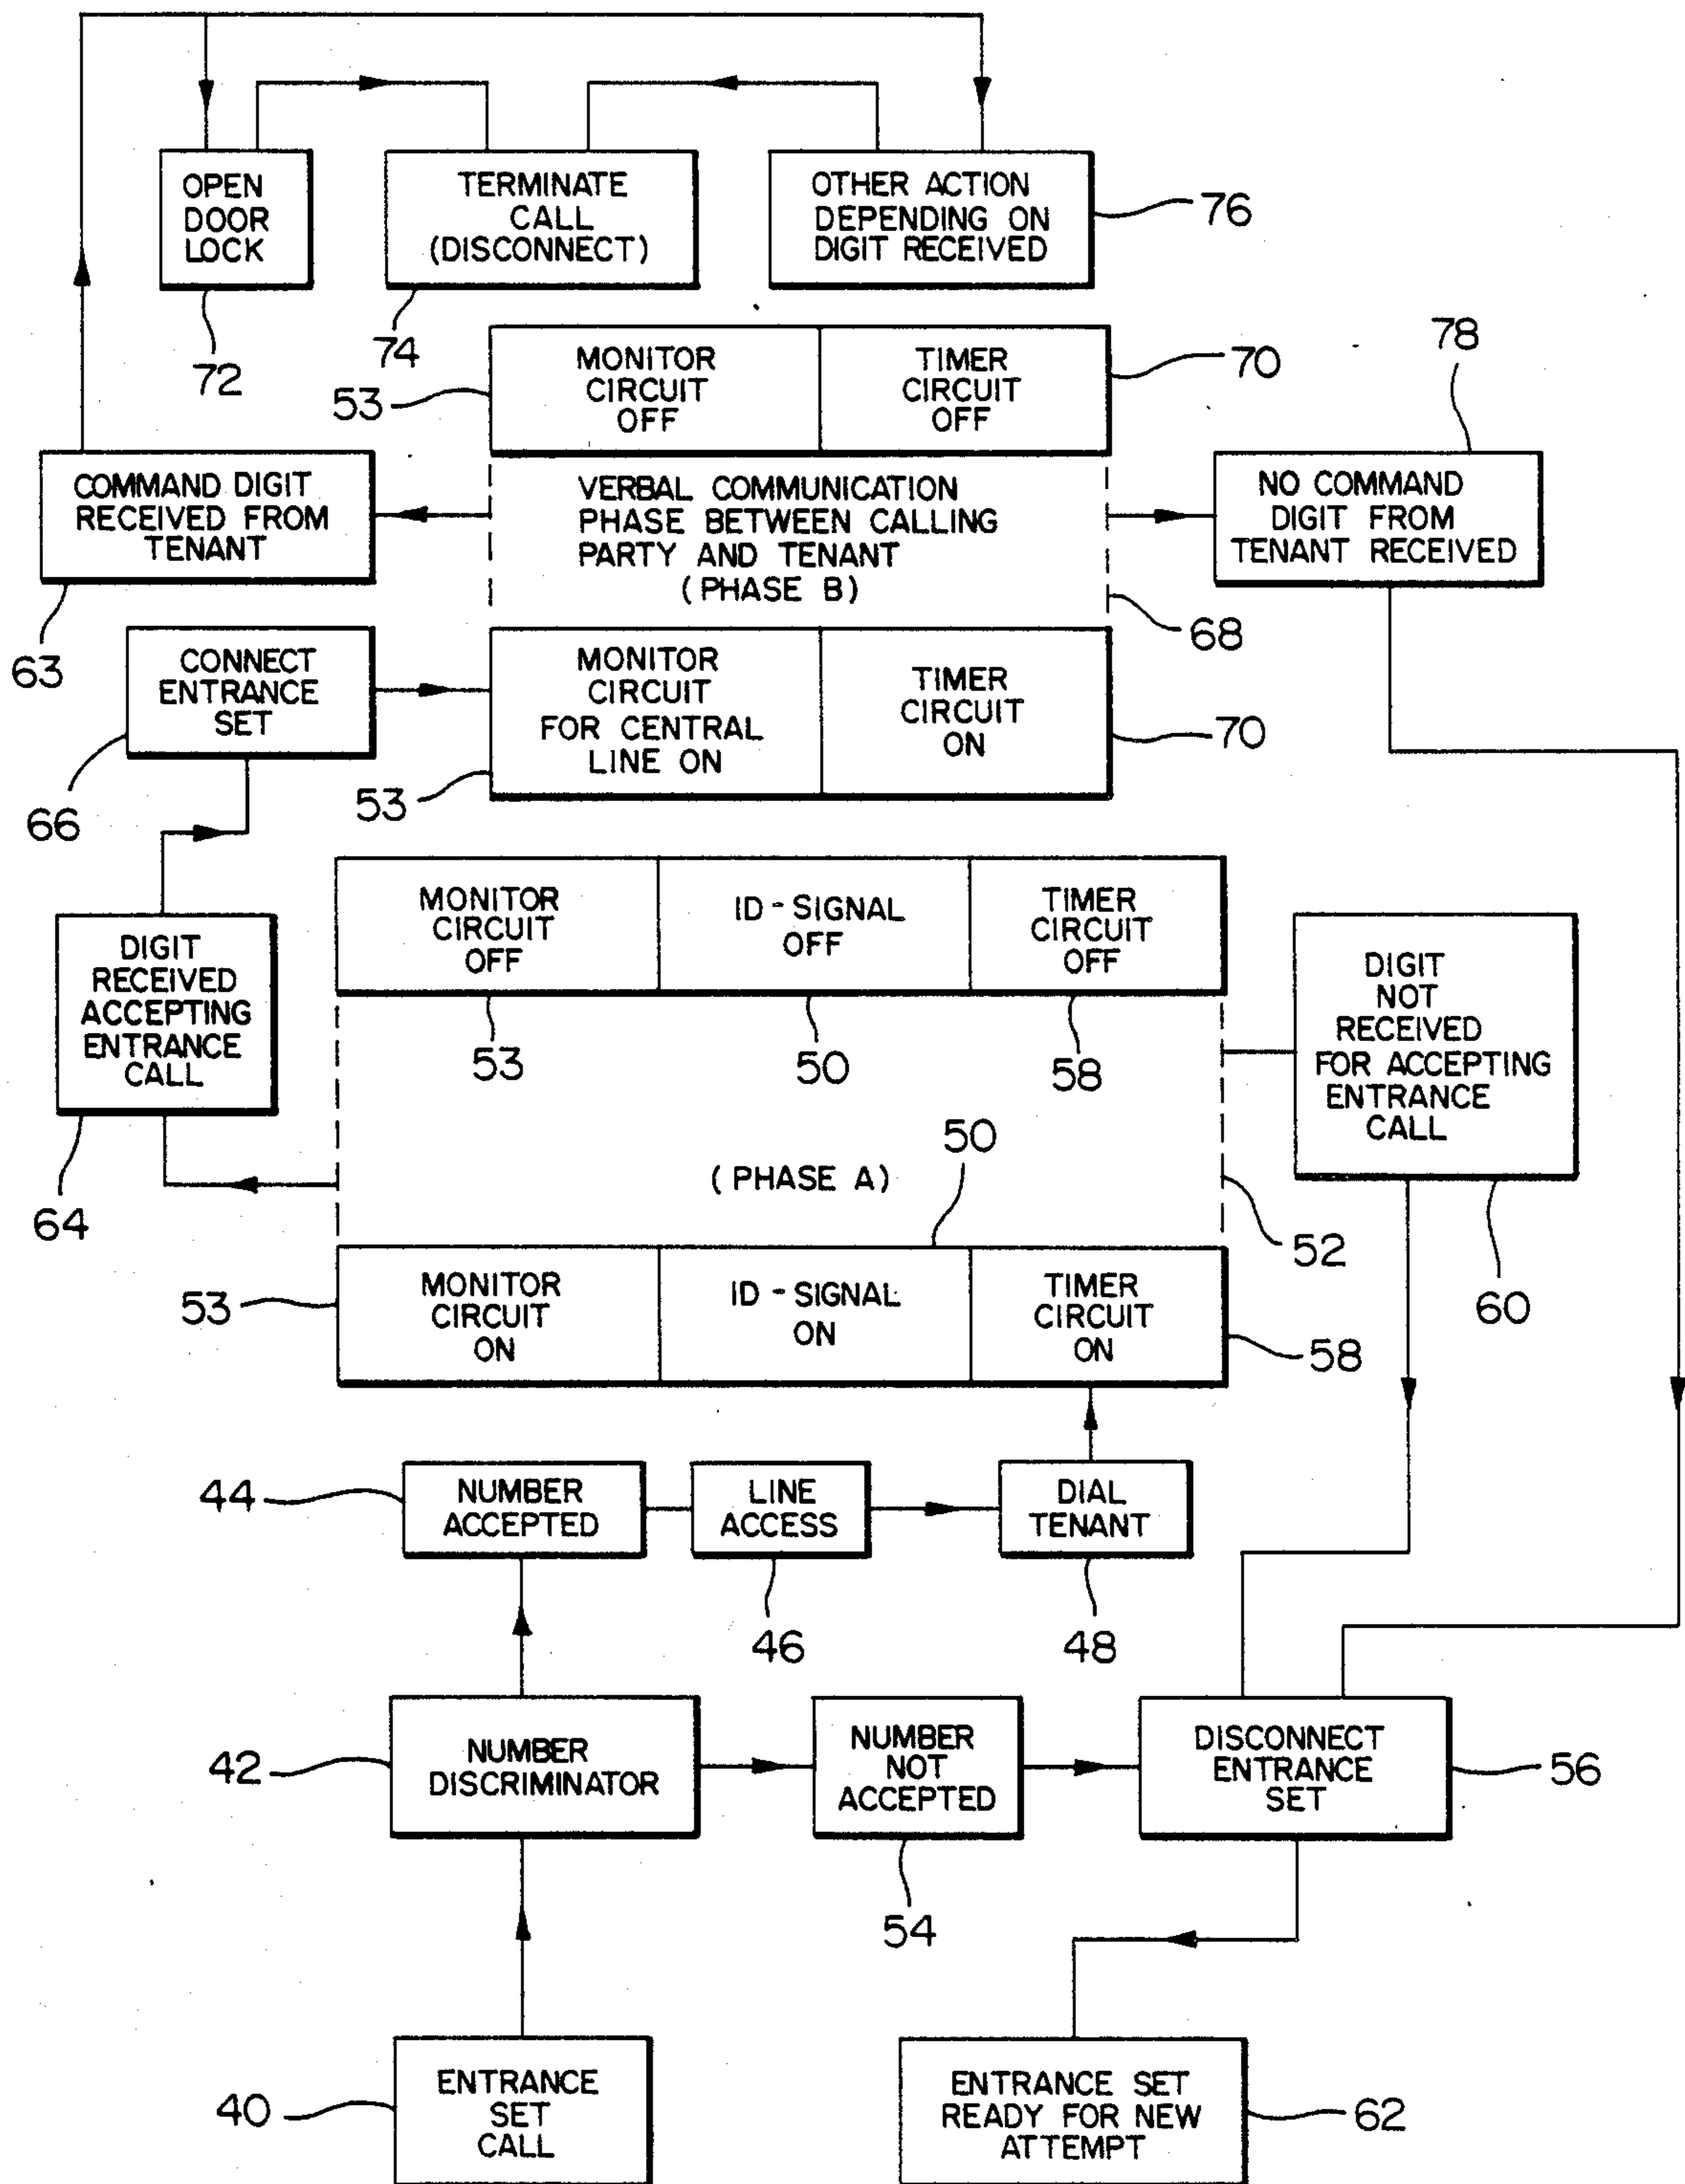 OPEN
DOOR
LOCK
TERMINATE
CALL
(DISCONNECT)
OTHER ACTION
DEPENDING ON
DIGIT RECEIVED
76
72
74
MONITOR
CIRCUIT
OFF
TIMER
CIRCUIT
OFF
53
70
78
COMMAND DIGIT
RECEIVED FROM
TENANT
VERBAL COMMUNICATION
PHASE BETWEEN CALLING
PARTY AND TENANT
(PHASE B)
NO COMMAND
DIGIT FROM
TENANT RECEIVED
63
68
CONNECT
ENTRANCE
SET
MONITOR
CIRCUIT
FOR CENTRAL
LINE ON
TIMER
CIRCUIT
ON
70
53
66
MONITOR
CIRCUIT
OFF
ID-SIGNAL
OFF
TIMER
CIRCUIT
OFF
DIGIT
RECEIVED
ACCEPTING
ENTRANCE
CALL
DIGIT
NOT
RECEIVED
FOR ACCEPTING
ENTRANCE
CALL
53
50
58
50
(PHASE A)
64
52
60
53
MONITOR
CIRCUIT
ON
ID-SIGNAL
ON
TIMER
CIRCUIT
ON
58
44
NUMBER
ACCEPTED
LINE
ACCESS
DIAL
TENANT
46
48
42
NUMBER
DISCRIMINATOR
NUMBER
NOT
ACCEPTED
DISCONNECT
ENTRANCE
SET
56
54
40
ENTRANCE
SET
CALL
ENTRANCE SET
READY FOR NEW
ATTEMPT
62